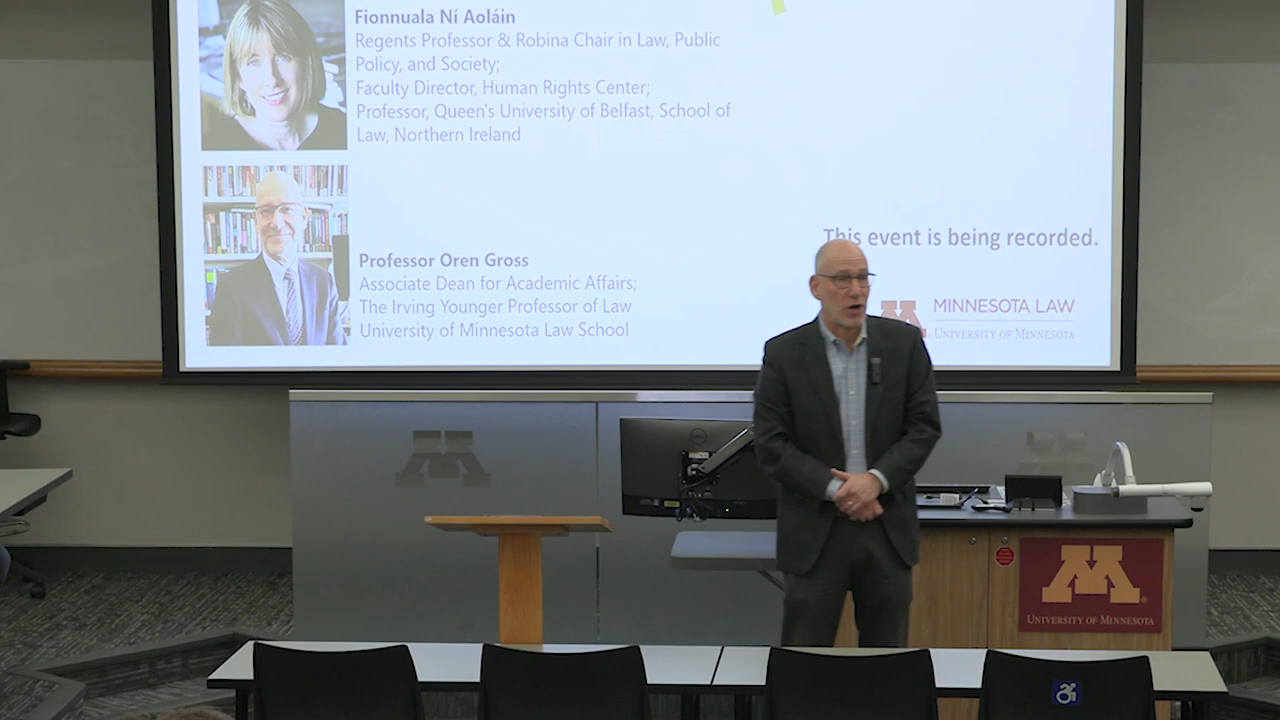 Fionnuala Ní Aoláin
Regents Professor & Robina Chair in Law, Public
Policy, and Society;
Faculty Director, Human Rights Center;
Professor, Queen's University of Belfast, School of
Law, Northern Ireland
Professor Oren Gross
Associate Dean for Academic Affairs;
The Irving Younger Professor of Law
University of Minnesota Law School
This event is being recorded.
M MINNESOTA LAW
UNIVERSITY OF MINNESOTA
M
DELL
M
UNIVERSITY OF MINNESOTA